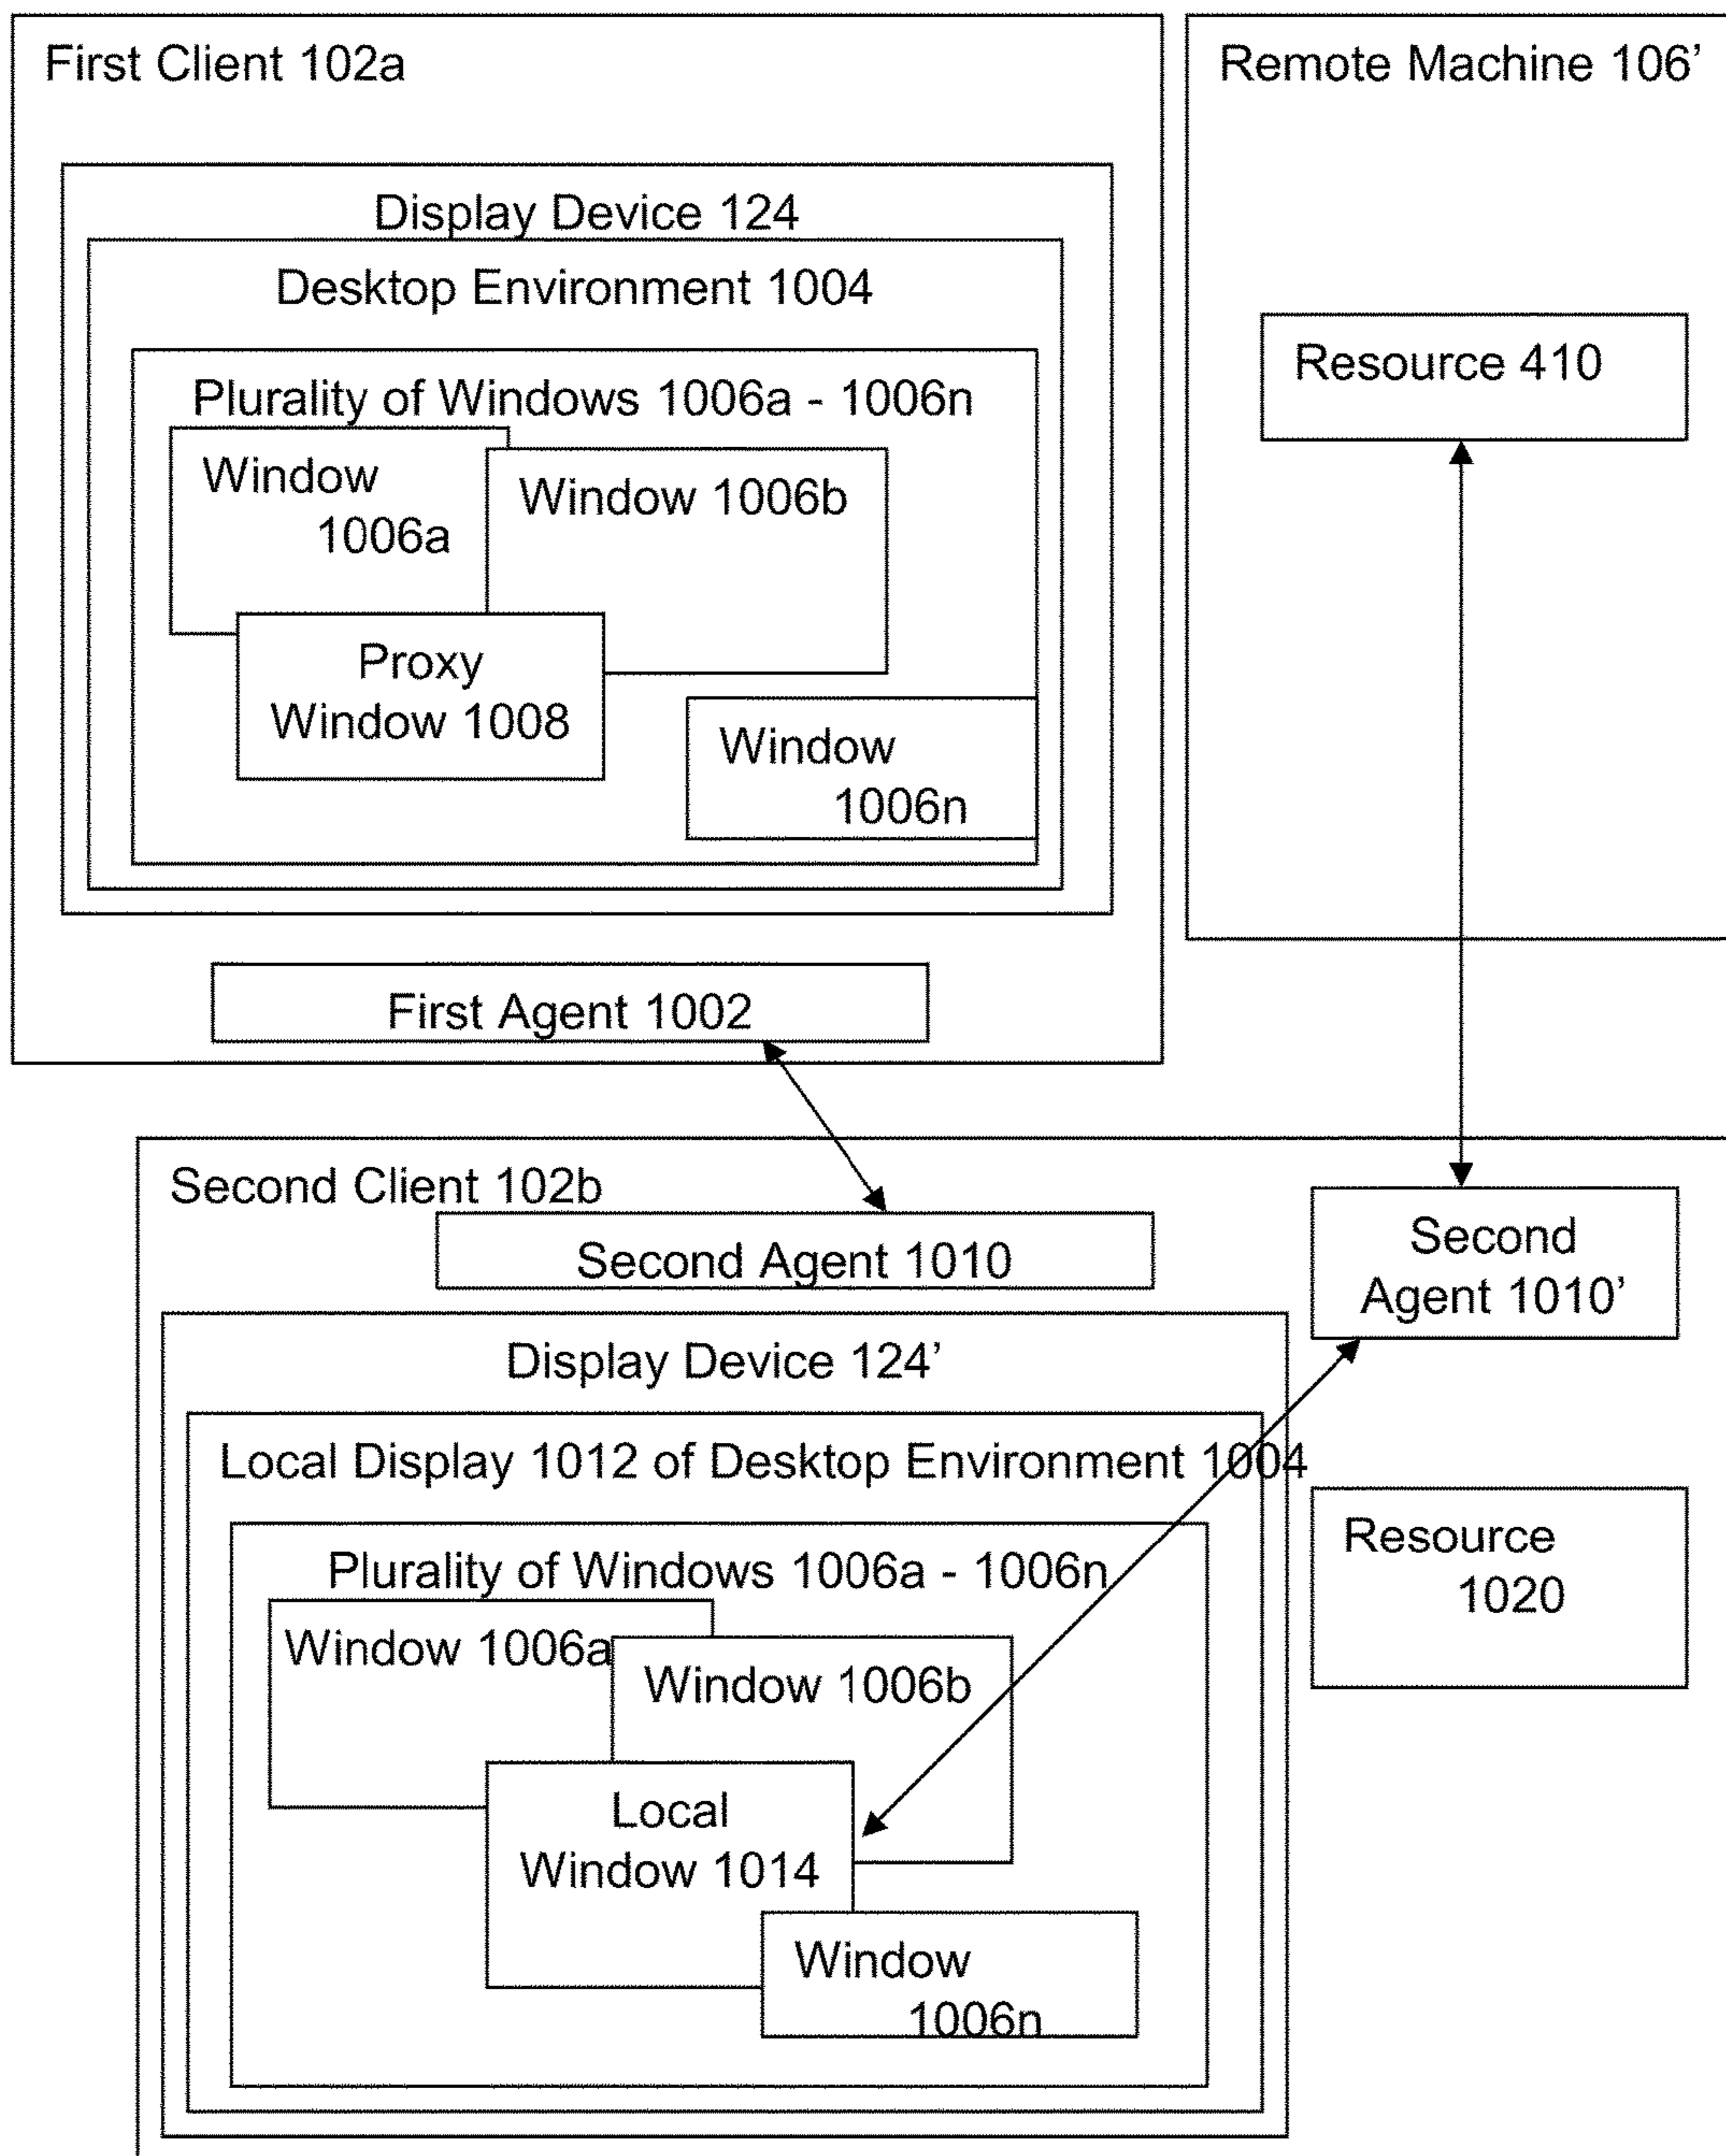 First Client 102a
Display Device 124
Desktop Environment 1004
Plurality of Windows 1006a - 1006n
Window
1006a
Window 1006b
Proxy
Window 1008
Window
1006n
First Agent 1002
Remote Machine 106’
Resource 410
Second Client 102b
Second Agent 1010
Second
Agent 1010’
Display Device 124’
Local Display 1012 of Desktop Environment 1004
Plurality of Windows 1006a - 1006n
Window 1006a
Window 1006b
Local
Window 1014
Window
1006n
Resource
1020